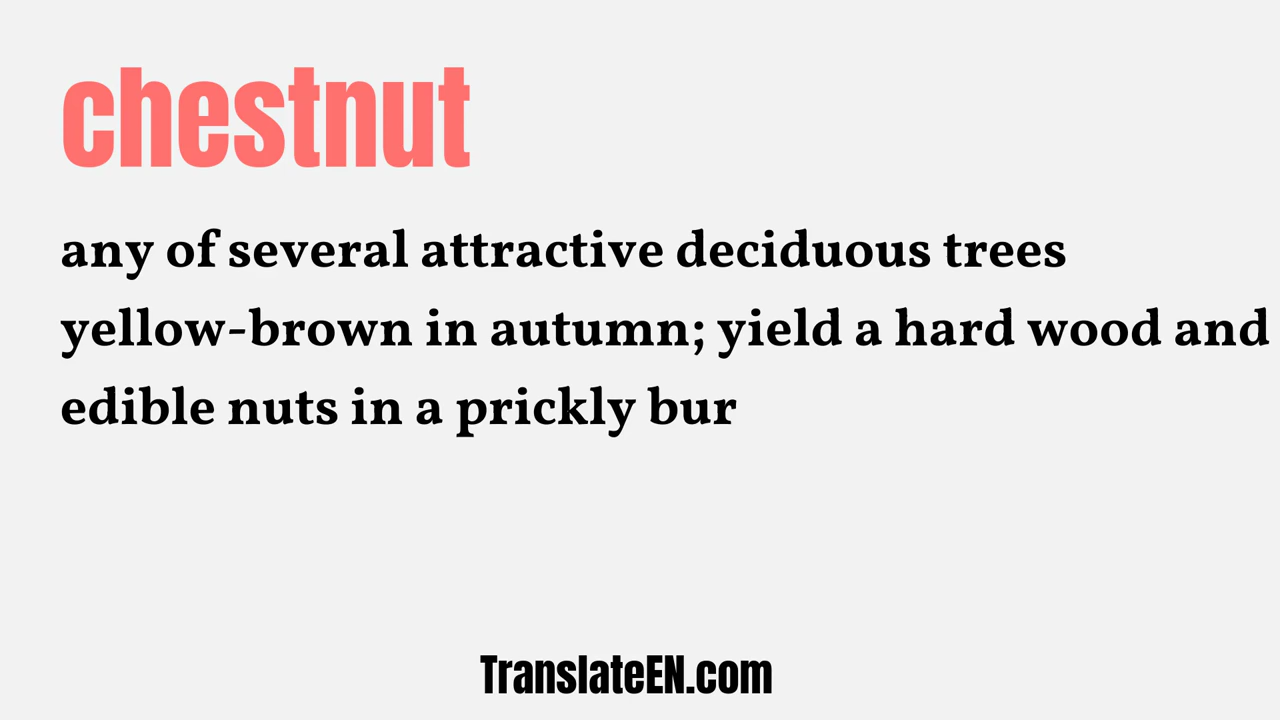 chestnut
any of several attractive deciduous trees
yellow-brown in autumn; yield a hard wood and
edible nuts in a prickly bur
TranslateEN.com